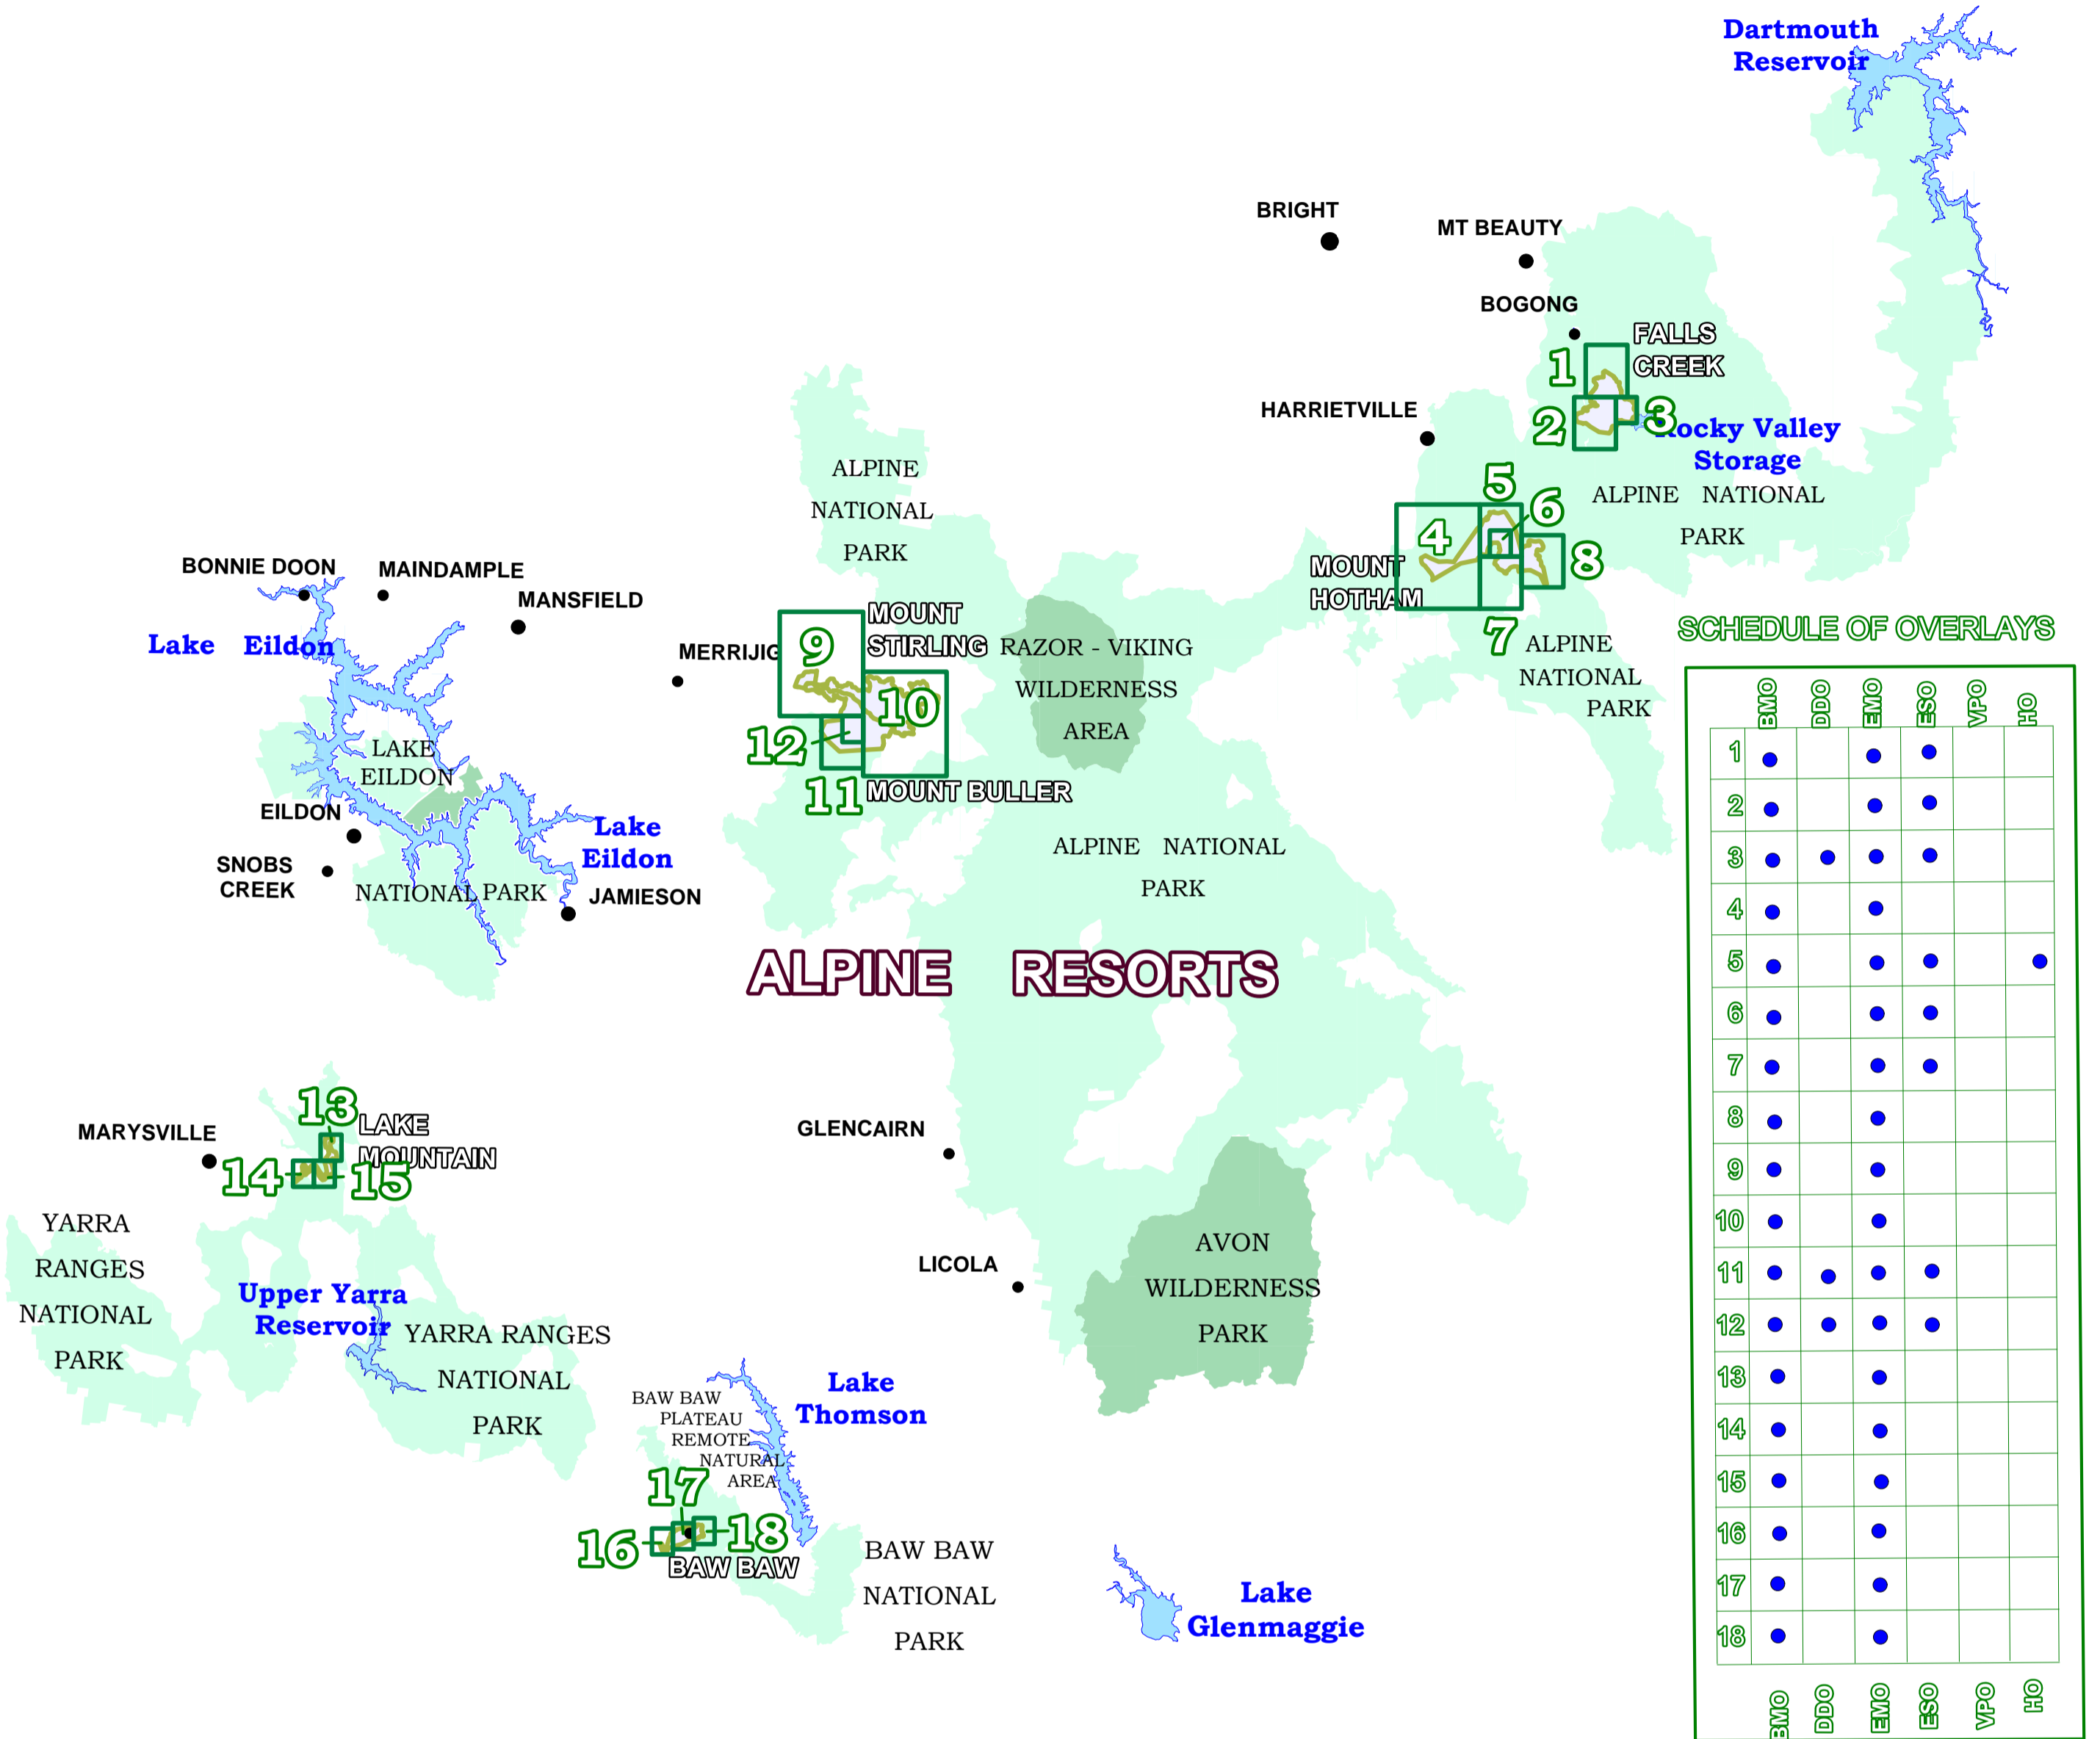 Dartmouth
Reservoir
BRIGHT
MT BEAUTY
BOGONG
FALLS
CREEK
1
2
3
HARRIETVILLE
Rocky Valley
Storage
ALPINE NATIONAL
PARK
5
6
4
8
7
MOUNT
HOTHAM
ALPINE
NATIONAL
PARK
ALPINE
NATIONAL
PARK
BONNIE DOON
MAINDAMPLE
MANSFIELD
Lake Eildon
MERRIJIG
9
MOUNT
STIRLING
10
12
11
MOUNT BULLER
RAZOR - VIKING
WILDERNESS
AREA
LAKE
EILDON
EILDON
SNOBS
CREEK
NATIONAL PARK
Lake
Eildon
JAMIESON
ALPINE NATIONAL
PARK
ALPINE RESORTS
13
LAKE
MOUNTAIN
MARYSVILLE
14
15
GLENCAIRN
YARRA
RANGES
NATIONAL
PARK
Upper Yarra
Reservoir
YARRA RANGES
NATIONAL
PARK
LICOLA
AVON
WILDERNESS
PARK
BAW BAW
PLATEAU
REMOTE
NATURAL
AREA
Lake
Thomson
17
16
18
BAW BAW
BAW BAW
NATIONAL
PARK
Lake
Glenmaggie
SCHEDULE OF OVERLAYS
BMO DDO EMO ESO VPO HO
1
2
3
4
5
6
7
8
9
10
11
12
13
14
15
16
17
18
BMO DDO EMO ESO VPO HO